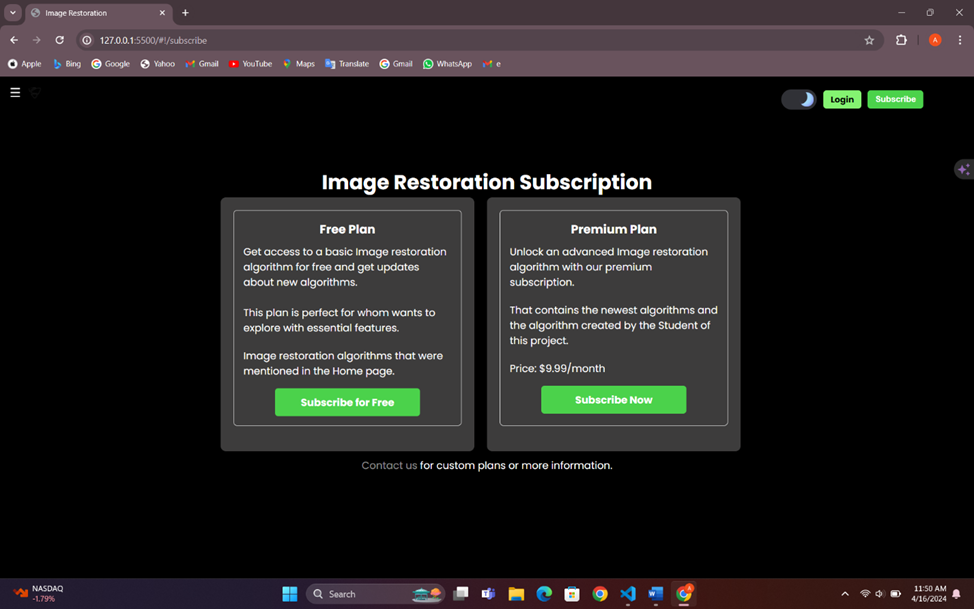 Image Restoration
127.0.0.1:5500/#!/subscribe
A
Apple Bing Google Yahoo Gmail YouTube Maps Translate Gmail WhatsApp e
Login Subscribe
Image Restoration Subscription
Free Plan
Get access to a basic Image restoration
algorithm for free and get updates
about new algorithms.
This plan is perfect for whom wants to
explore with essential features.
Image restoration algorithms that were
mentioned in the Home page.
Subscribe for Free
Premium Plan
Unlock an advanced Image restoration
algorithm with our premium
subscription.
That contains the newest algorithms and
the algorithm created by the Student of
this project.
Price: $9.99/month
Subscribe Now
Contact us for custom plans or more information.
NASDAQ
-1.79%
Search
11:50 AM
4/16/2024